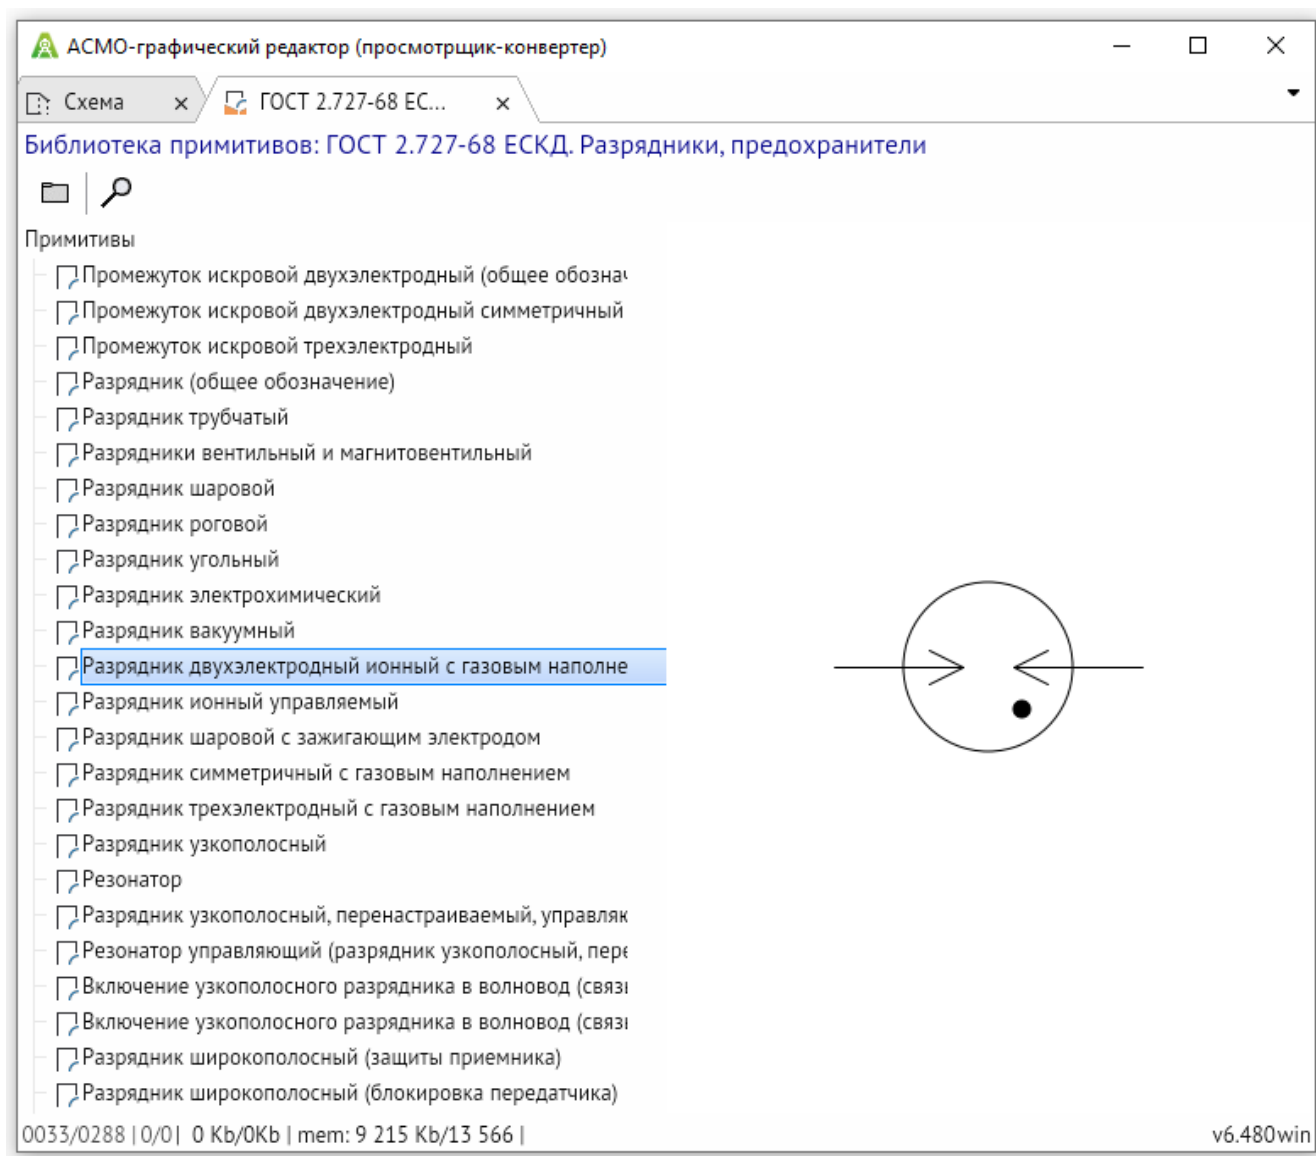 АСМО-графический редактор (просмотрщик-конвертер)
Схема
ГОСТ 2.727-68 ЕС...
Библиотека примитивов: ГОСТ 2.727-68 ЕСКД. Разрядники, предохранители
Примитивы
Промежуток искровой двухэлектродный (общее обознач
Промежуток искровой двухэлектродный симметричный
Промежуток искровой трехэлектродный
Разрядник (общее обозначение)
Разрядник трубчатый
Разрядники вентильный и магнитовентильный
Разрядник шаровой
Разрядник роговой
Разрядник угольный
Разрядник электрохимический
Разрядник вакуумный
Разрядник двухэлектродный ионный с газовым наполне
Разрядник ионный управляемый
Разрядник шаровой с зажигающим электродом
Разрядник симметричный с газовым наполнением
Разрядник трехэлектродный с газовым наполнением
Разрядник узкополосный
Резонатор
Разрядник узкополосный, перенастраиваемый, управляк
Резонатор управляющий (разрядник узкополосный, пере
Включение узкополосного разрядника в волновод (связи
Включение узкополосного разрядника в волновод (связи
Разрядник широкополосный (защиты приемника)
Разрядник широкополосный (блокировка передатчика)
0033/0288 | 0/0 | 0 Kb/0Kb | mem: 9 215 Kb/13 566 |
v6.480win